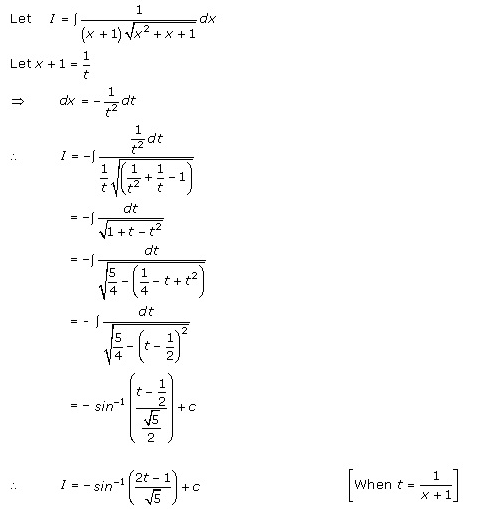 Let I = ∫ 1/((x + 1)√(x² + x + 1)) dx
Let x + 1 = 1/t
⇒ dx = − 1/t² dt
∴ I = −∫ (1/t² dt)/(1/t √((1/t² + 1/t − 1)))
= −∫ dt/√(1 + t − t²)
= −∫ dt/√(5/4 − (1/4 − t + t²))
= − ∫ dt/√(5/4 − (t − 1/2)²)
= − sin⁻¹((t − 1/2)/(√5/2)) + c
∴ I = − sin⁻¹((2t − 1)/√5) + c [When t = 1/(x + 1)]